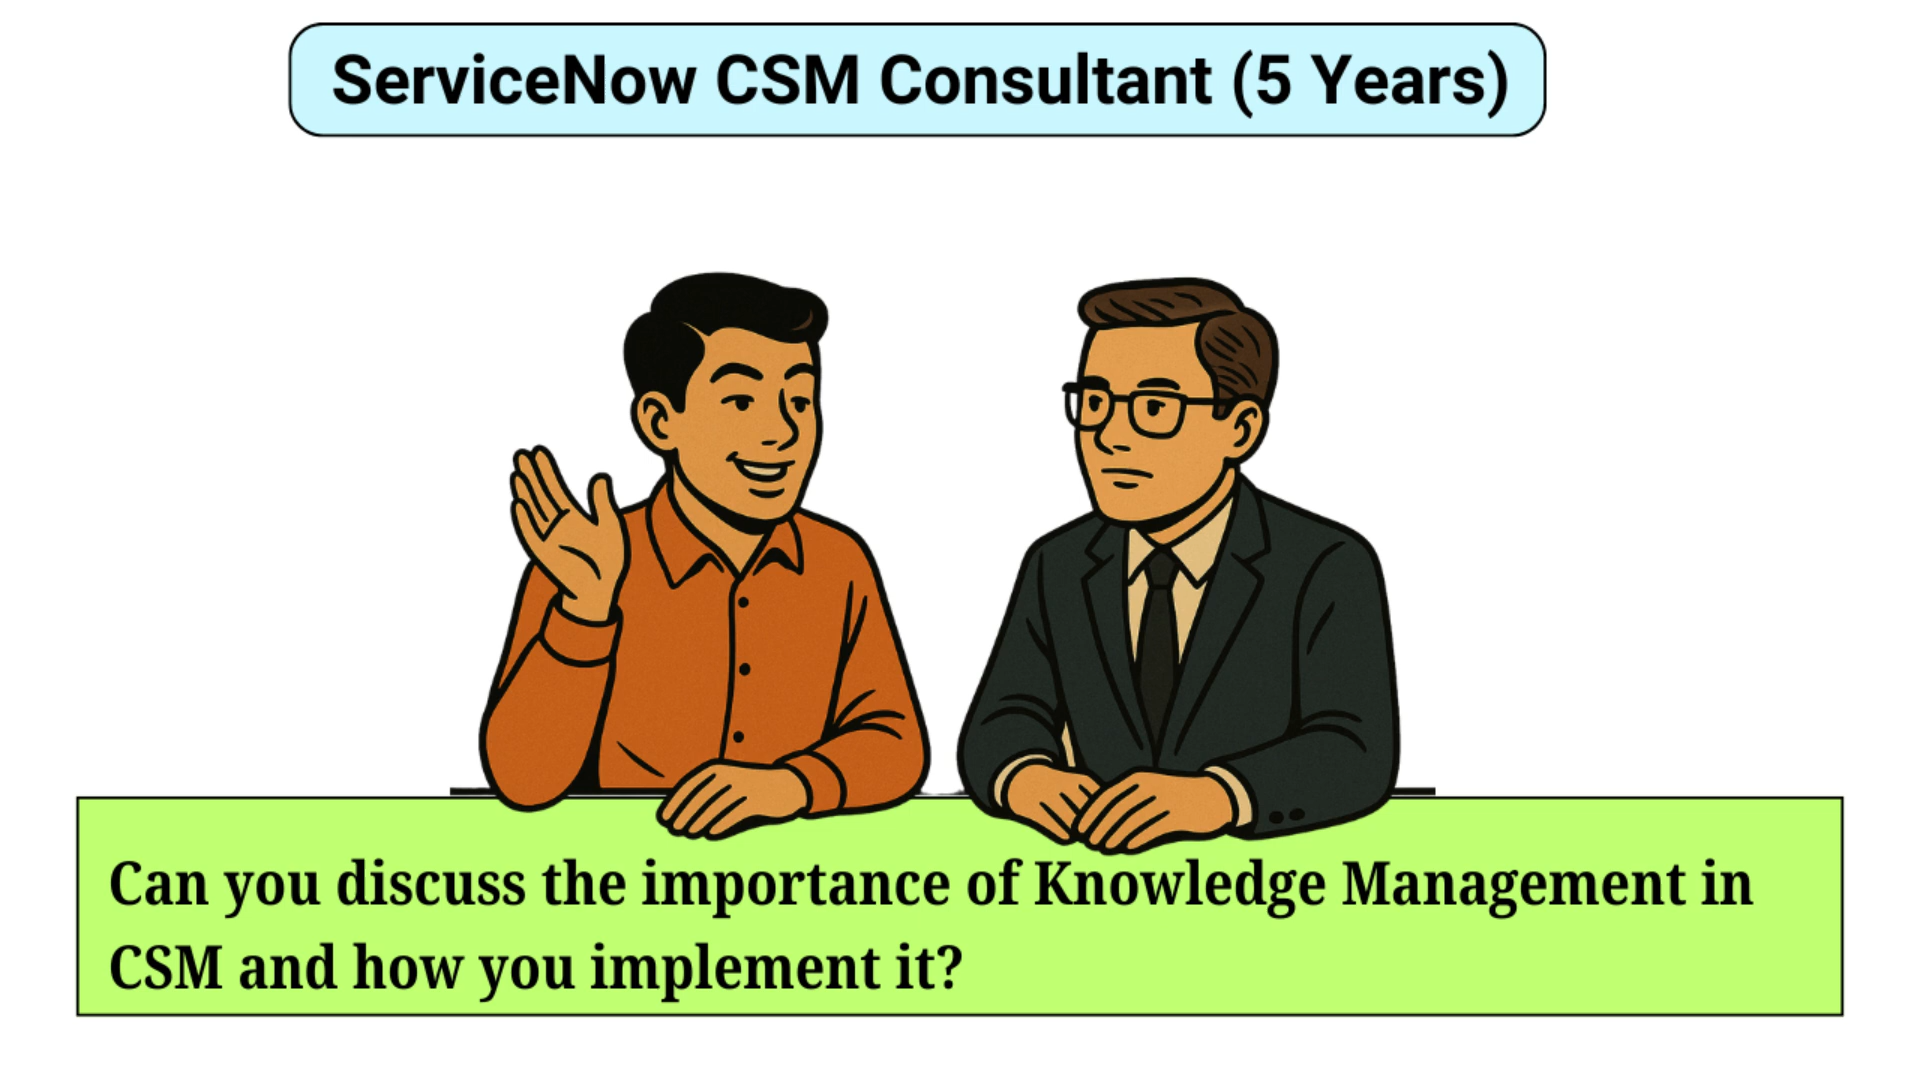 ServiceNow CSM Consultant (5 Years)
Can you discuss the importance of Knowledge Management in
CSM and how you implement it?